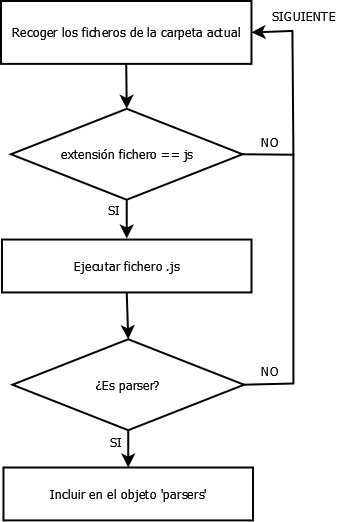 SIGUIENTE
Recoger los ficheros de la carpeta actual
extensión fichero == js
NO
SI
Ejecutar fichero .js
¿Es parser?
NO
SI
Incluir en el objeto 'parsers'